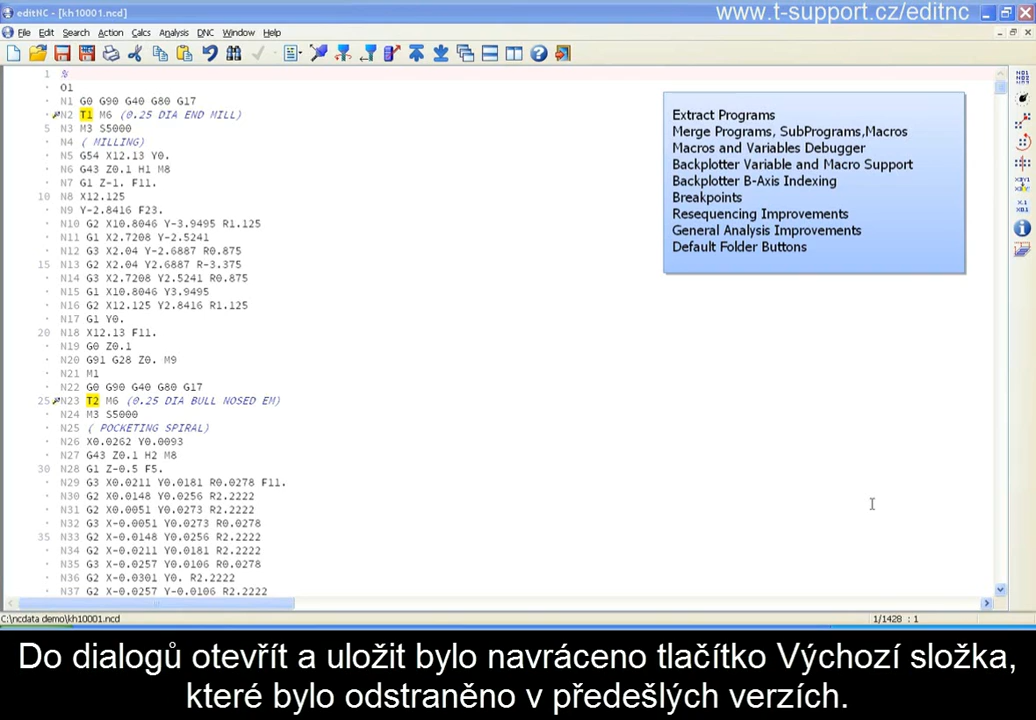 editNC - [kh10001.ncd]
www.t-support.cz/editnc
File Edit Search Action Calcs Analysis DNC Window Help
1 %
O1
N1 G0 G90 G40 G80 G17
N2 T1 M6 (0.25 DIA END MILL)
5 N3 M3 S5000
N4 ( MILLING)
N5 G54 X12.13 Y0.
N6 G43 Z0.1 H1 M8
N7 G1 Z-1. F11.
10 N8 X12.125
N9 Y-2.8416 F23.
N10 G2 X10.8046 Y-3.9495 R1.125
N11 G1 X2.7208 Y-2.5241
N12 G3 X2.04 Y-2.6887 R0.875
15 N13 G2 X2.04 Y2.6887 R-3.375
N14 G3 X2.7208 Y2.5241 R0.875
N15 G1 X10.8046 Y3.9495
N16 G2 X12.125 Y2.8416 R1.125
N17 G1 Y0.
20 N18 X12.13 F11.
N19 G0 Z0.1
N20 G91 G28 Z0. M9
N21 M1
N22 G0 G90 G40 G80 G17
25 N23 T2 M6 (0.25 DIA BULL NOSED EM)
N24 M3 S5000
N25 ( POCKETING SPIRAL)
N26 X0.0262 Y0.0093
N27 G43 Z0.1 H2 M8
30 N28 G1 Z-0.5 F5.
N29 G3 X0.0211 Y0.0181 R0.0278 F11.
N30 G2 X0.0148 Y0.0256 R2.2222
N31 G2 X0.0051 Y0.0273 R2.2222
N32 G3 X-0.0051 Y0.0273 R0.0278
35 N33 G2 X-0.0148 Y0.0256 R2.2222
N34 G2 X-0.0211 Y0.0181 R2.2222
N35 G3 X-0.0257 Y0.0106 R0.0278
N36 G2 X-0.0301 Y0. R2.2222
N37 G2 X-0.0257 Y-0.0106 R2.2222
Extract Programs
Merge Programs, SubPrograms,Macros
Macros and Variables Debugger
Backplotter Variable and Macro Support
Backplotter B-Axis Indexing
Breakpoints
Resequencing Improvements
General Analysis Improvements
Default Folder Buttons
C:\ncdata demo\kh10001.ncd
1/1428 : 1
Do dialogů otevřít a uložit bylo navráceno tlačítko Výchozí složka,
které bylo odstraněno v předešlých verzích.